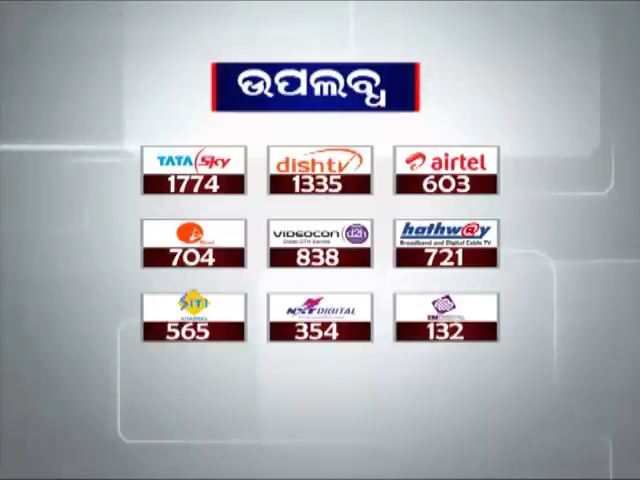 ଉପଲବ୍ଧ
TATA Sky
1774
dishtv
1335
airtel
603
704
VIDEOCON d2h
838
hathw@y
Broadband and Digital Cable TV
721
SITI
565
NXT DIGITAL
354
132